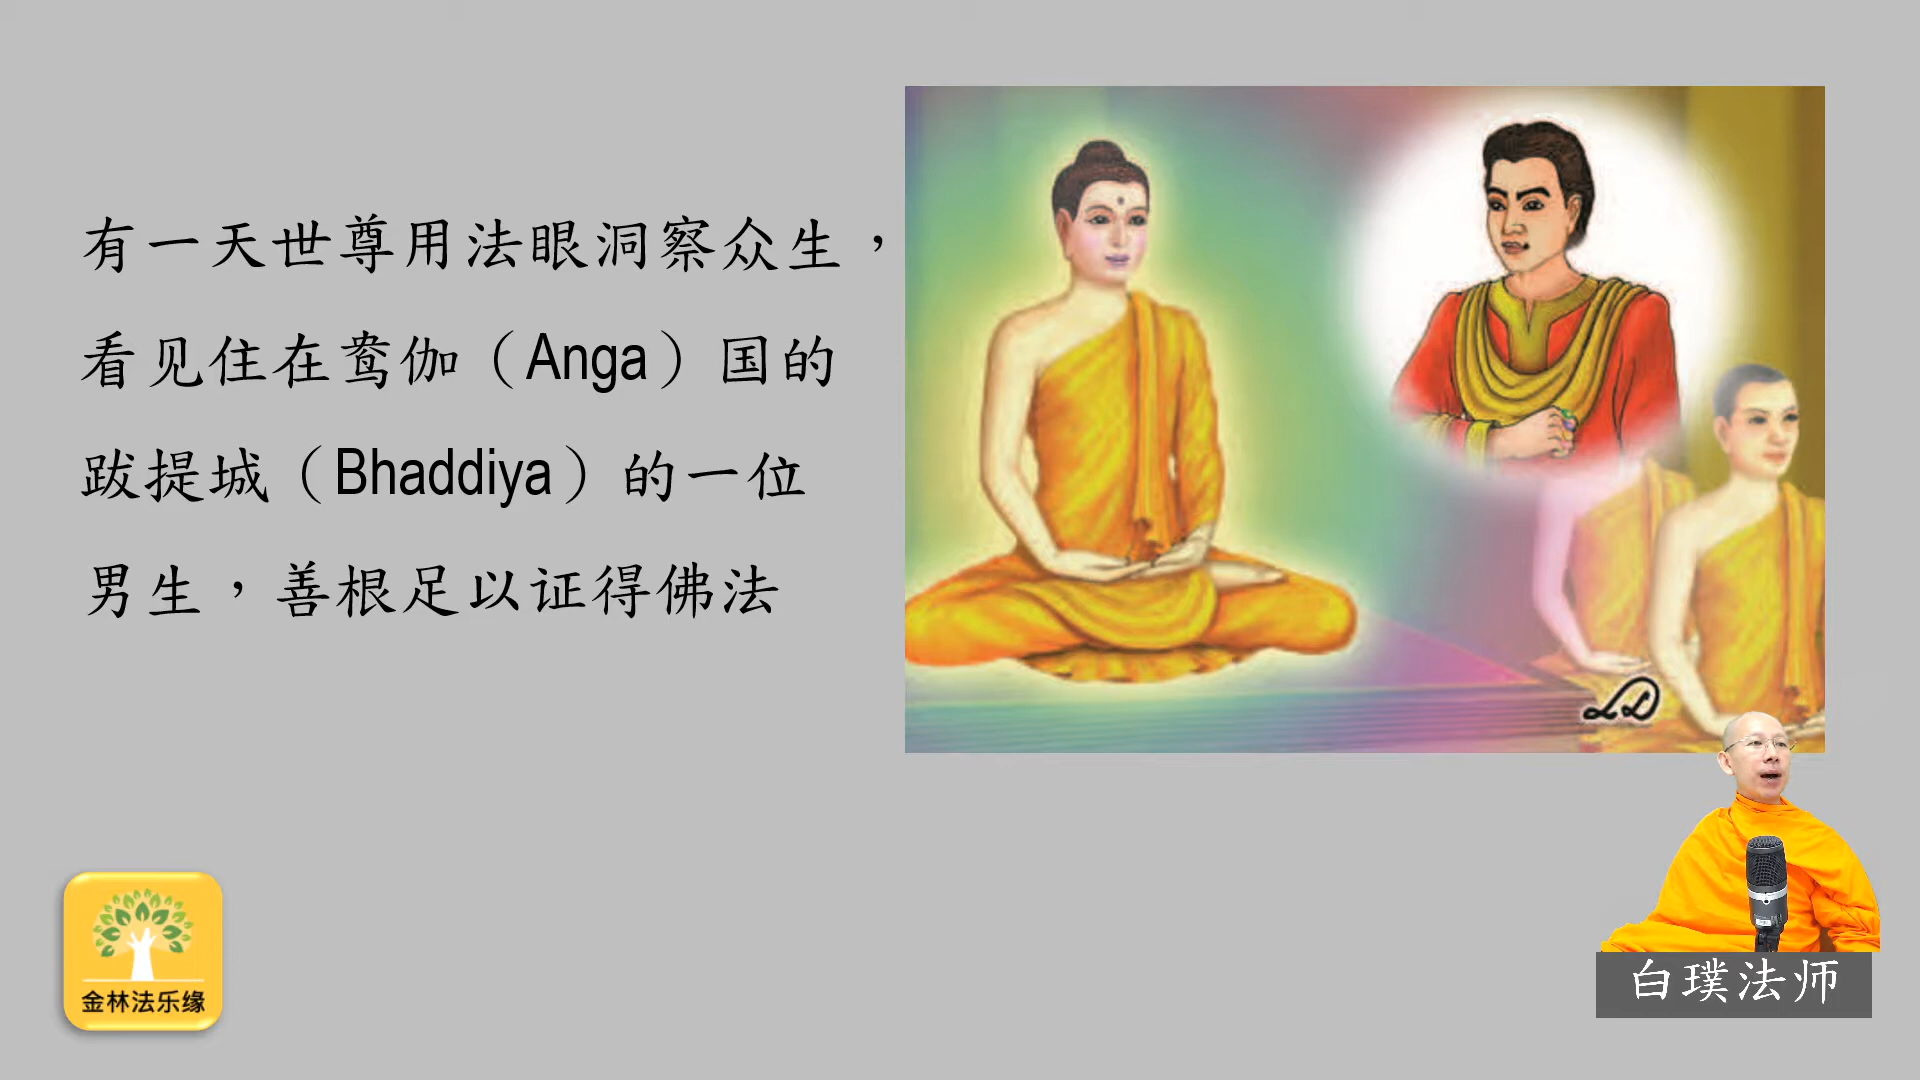 有一天世尊用法眼洞察众生，
看见住在鸯伽（Anga）国的
跋提城（Bhaddiya）的一位
男生，善根足以证得佛法
金林法乐缘
白璞法师